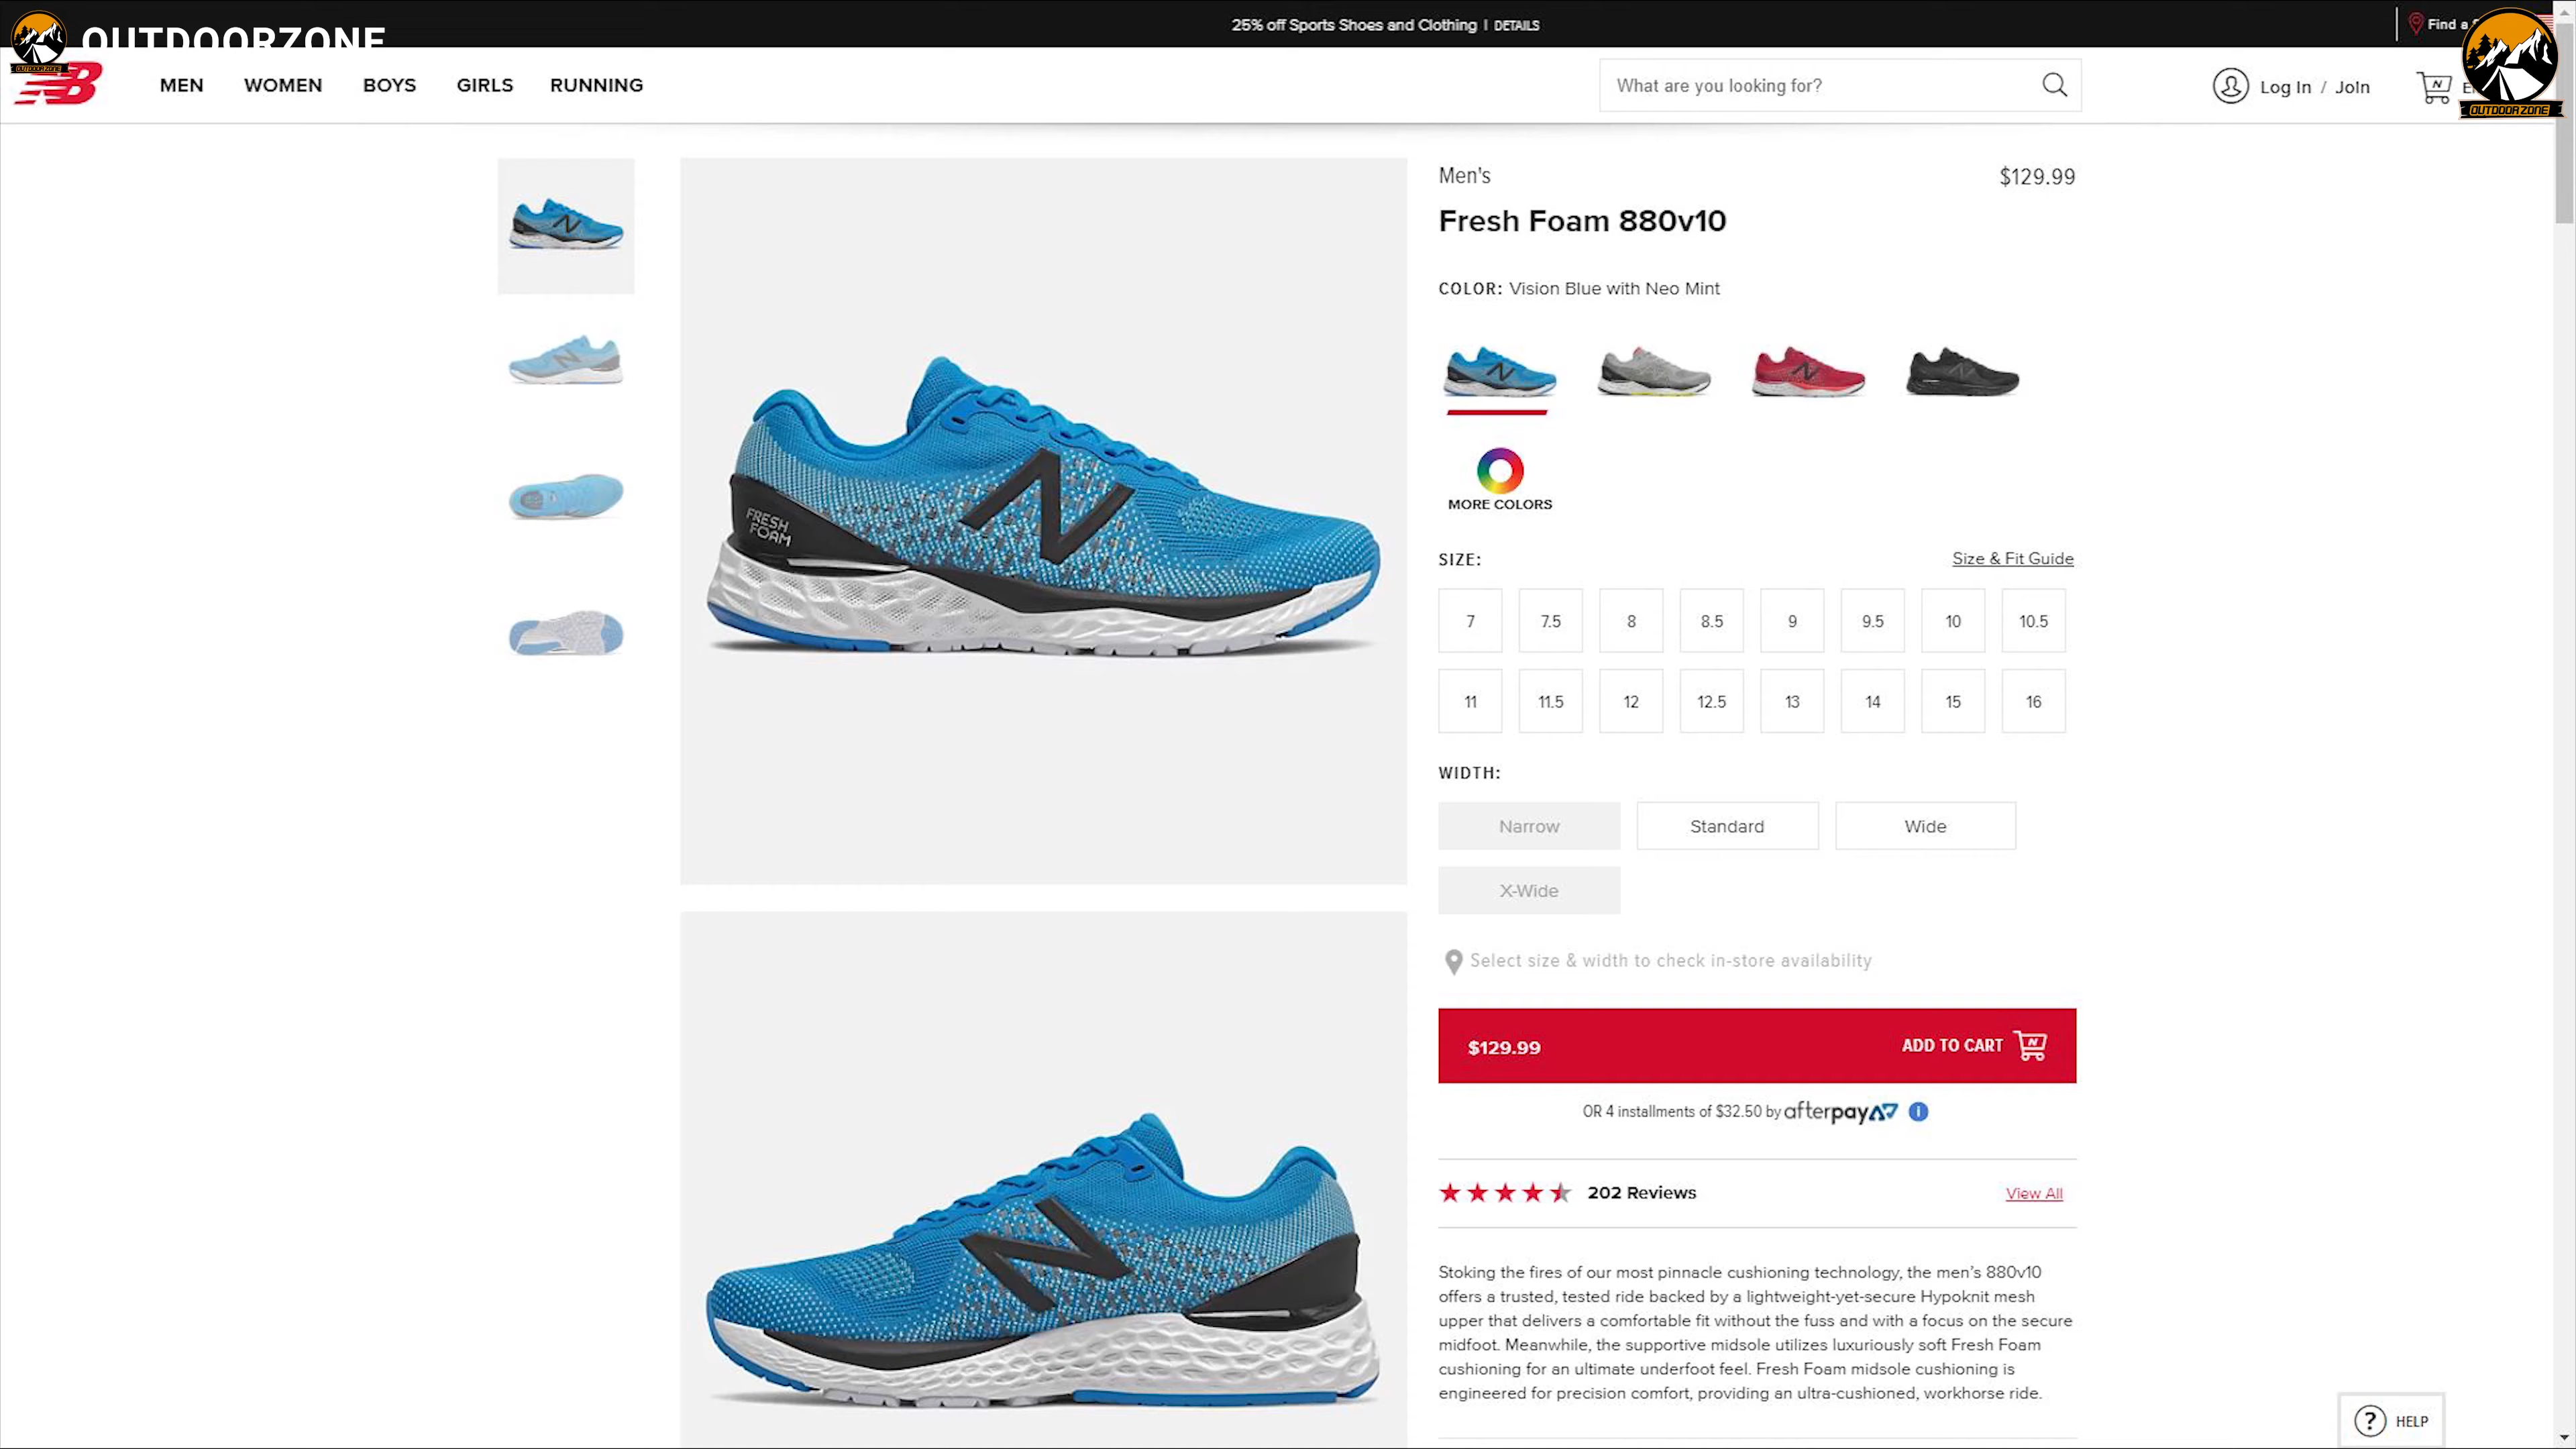 25% off Sports Shoes and Clothing | DETAILS
Find a
OUTDOORZONE
OUTDOORZONE
OUTDOORZONE
MEN WOMEN BOYS GIRLS RUNNING
What are you looking for?
Log In / Join
Men's
$129.99
Fresh Foam 880v10
COLOR: Vision Blue with Neo Mint
MORE COLORS
FRESH
FOAM
SIZE:
Size & Fit Guide
7 7.5 8 8.5 9 9.5 10 10.5
11 11.5 12 12.5 13 14 15 16
WIDTH:
Narrow Standard Wide
X-Wide
Select size & width to check in-store availability
$129.99 ADD TO CART
OR 4 installments of $32.50 by afterpay
202 Reviews View All
Stoking the fires of our most pinnacle cushioning technology, the men's 880v10
offers a trusted, tested ride backed by a lightweight-yet-secure Hypoknit mesh
upper that delivers a comfortable fit without the fuss and with a focus on the secure
midfoot. Meanwhile, the supportive midsole utilizes luxuriously soft Fresh Foam
cushioning for an ultimate underfoot feel. Fresh Foam midsole cushioning is
engineered for precision comfort, providing an ultra-cushioned, workhorse ride.
? HELP